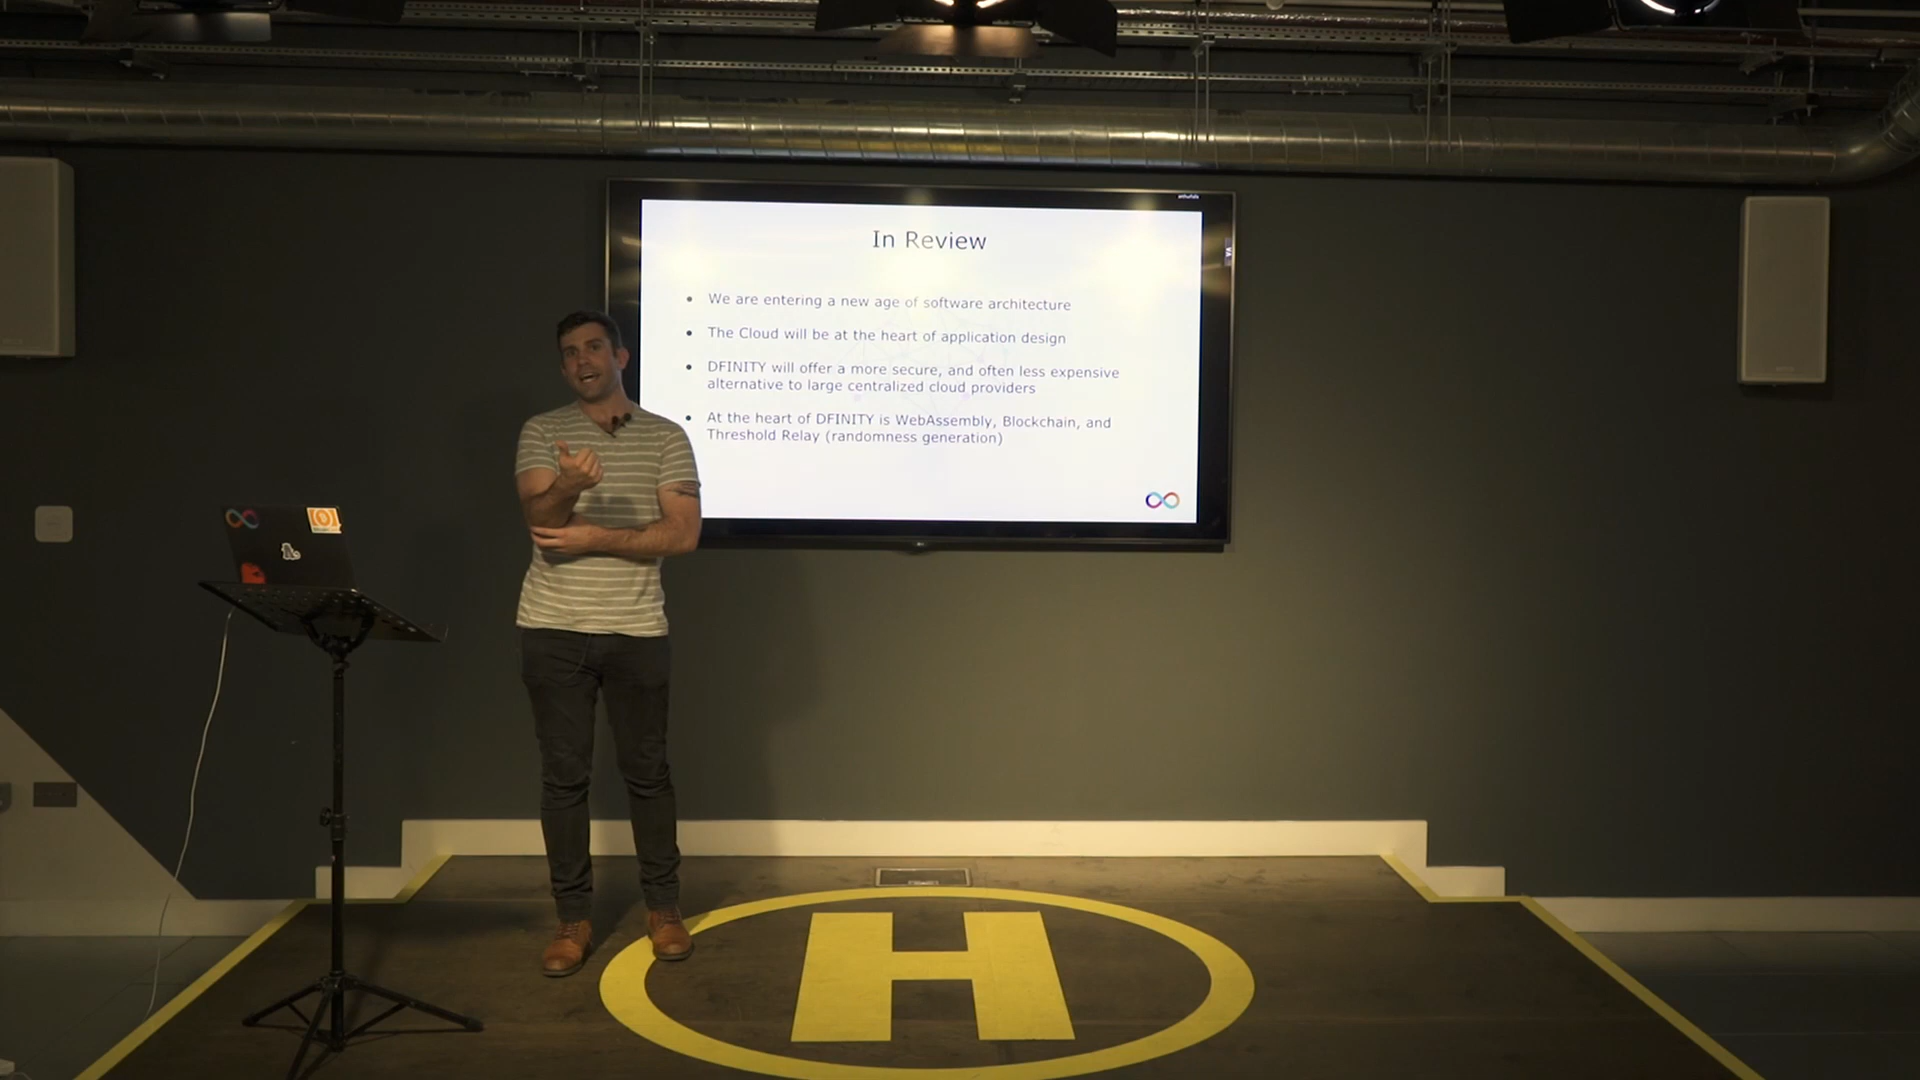 In Review
• We are entering a new age of software architecture
• The Cloud will be at the heart of application design
• DFINITY will offer a more secure, and often less expensive
alternative to large centralized cloud providers
• At the heart of DFINITY is WebAssembly, Blockchain, and
Threshold Relay (randomness generation)
H